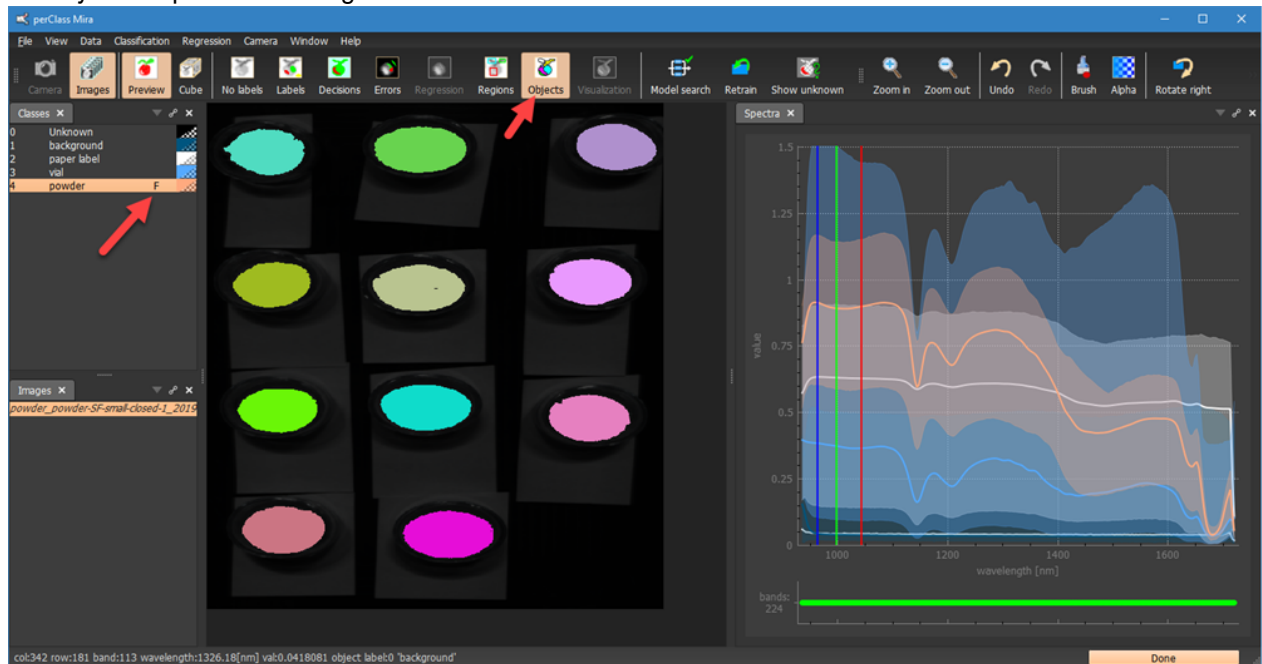 perClass Mira
File View Data Classification Regression Camera Window Help
Camera Images Preview Cube No labels Labels Decisions Errors Regression Regions Objects Visualization Model search Retrain Show unknown Zoom in Zoom out Undo Redo Brush Alpha Rotate right
Classes
0 Unknown
1 background
2 paper label
3 vial
4 powder F
Images
powder_powder-SF-small-closed-1_2019
Spectra
1.5
1.25
1
0.75
0.5
0.25
0
value
1000 1200 1400 1600
wavelength [nm]
bands:
224
col:342 row:181 band:113 wavelength:1326.18[nm] val:0.0418081 object label:0 'background'
Done